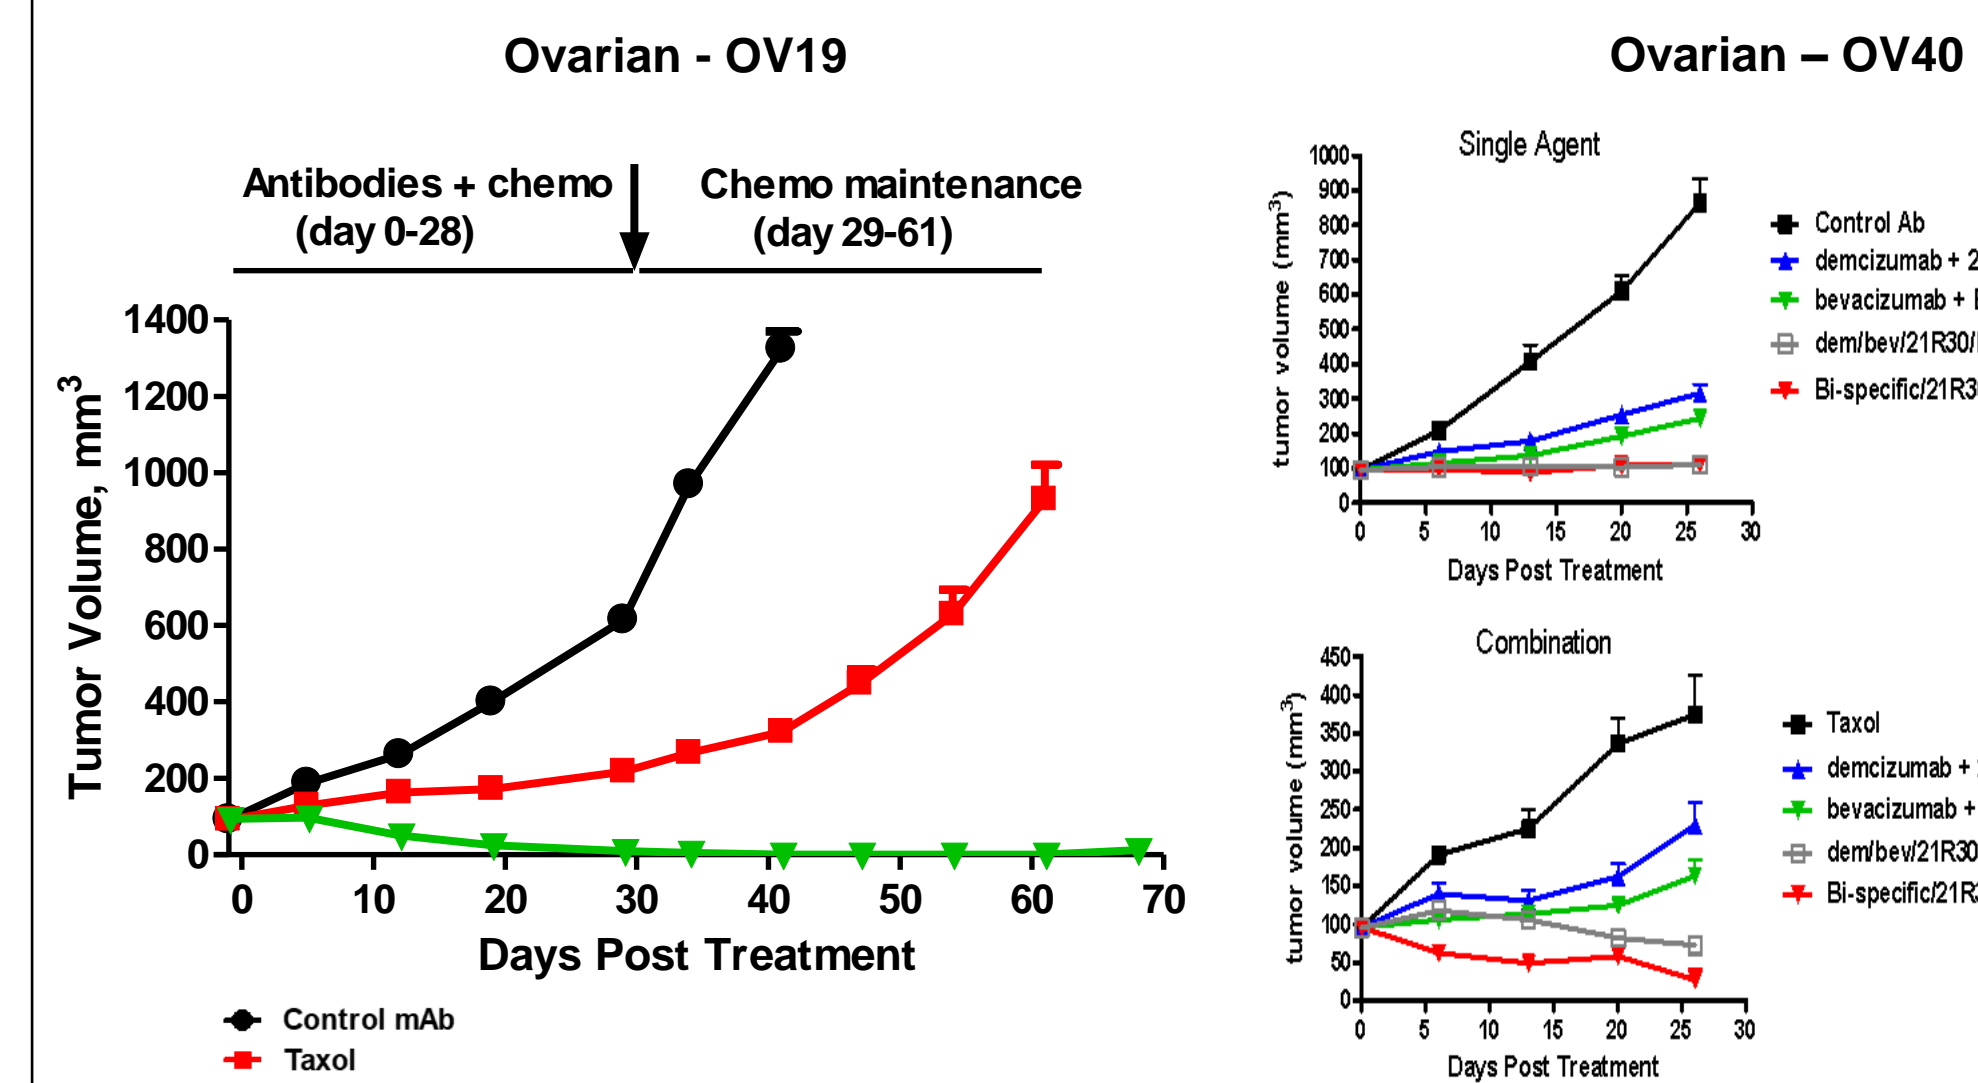 Ovarian - OV19
Antibodies + chemo
(day 0-28)
Chemo maintenance
(day 29-61)
1400
1200
1000
800
600
400
200
0
Tumor Volume, mm3
0 10 20 30 40 50 60 70
Days Post Treatment
Control mAb
Taxol
Ovarian – OV40
Single Agent
1000
900
800
700
600
500
400
300
200
100
0
tumor volume (mm3)
0 5 10 15 20 25 30
Days Post Treatment
Control Ab
demcizumab + 2
bevacizumab +
dem/bev/21R30/
Bi-specific/21R3
Combination
450
400
350
300
250
200
150
100
50
0
tumor volume (mm3)
0 5 10 15 20 25 30
Days Post Treatment
Taxol
demcizumab +
bevacizumab +
dem/bev/21R30
Bi-specific/21R